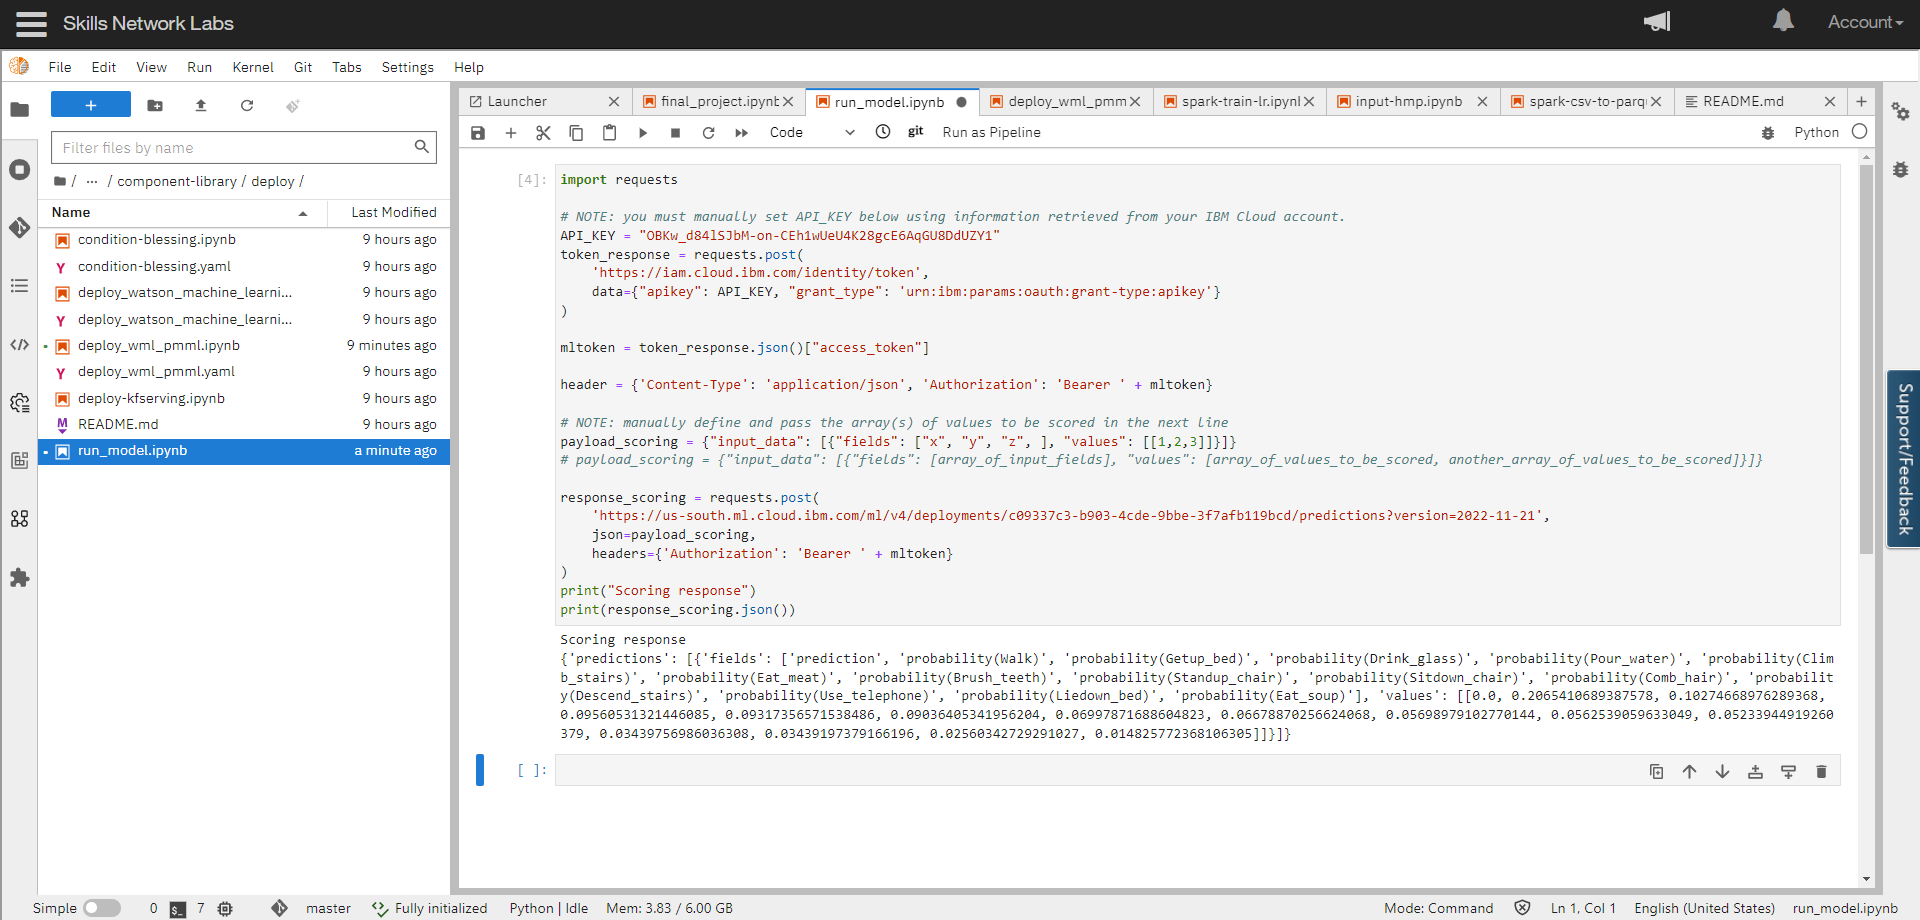 Skills Network Labs
Account
File Edit View Run Kernel Git Tabs Settings Help
+
Filter files by name
/ ... / component-library / deploy /
Name Last Modified
condition-blessing.ipynb 9 hours ago
condition-blessing.yaml 9 hours ago
deploy_watson_machine_learni... 9 hours ago
deploy_watson_machine_learni... 9 hours ago
deploy_wml_pmml.ipynb 9 minutes ago
deploy_wml_pmml.yaml 9 hours ago
deploy-kfserving.ipynb 9 hours ago
README.md 9 hours ago
run_model.ipynb a minute ago
Launcher final_project.ipynb run_model.ipynb deploy_wml_pmm spark-train-lr.ipynb input-hmp.ipynb spark-csv-to-parq README.md
Code git Run as Pipeline Python
[4]:
import requests
# NOTE: you must manually set API_KEY below using information retrieved from your IBM Cloud account.
API_KEY = "OBKw_d84lSJbM-on-CEh1wUeU4K28gcE6AqGU8DdUZY1"
token_response = requests.post(
'https://iam.cloud.ibm.com/identity/token',
data={"apikey": API_KEY, "grant_type": 'urn:ibm:params:oauth:grant-type:apikey'}
)
mltoken = token_response.json()["access_token"]
header = {'Content-Type': 'application/json', 'Authorization': 'Bearer ' + mltoken}
# NOTE: manually define and pass the array(s) of values to be scored in the next line
payload_scoring = {"input_data": [{"fields": ["x", "y", "z", ], "values": [[1,2,3]]}]}
# payload_scoring = {"input_data": [{"fields": [array_of_input_fields], "values": [array_of_values_to_be_scored, another_array_of_values_to_be_scored]}]}
response_scoring = requests.post(
'https://us-south.ml.cloud.ibm.com/ml/v4/deployments/c09337c3-b903-4cde-9bbe-3f7afb119bcd/predictions?version=2022-11-21',
json=payload_scoring,
headers={'Authorization': 'Bearer ' + mltoken}
)
print("Scoring response")
print(response_scoring.json())
Scoring response
{'predictions': [{'fields': ['prediction', 'probability(Walk)', 'probability(Getup_bed)', 'probability(Drink_glass)', 'probability(Pour_water)', 'probability(Clim
b_stairs)', 'probability(Eat_meat)', 'probability(Brush_teeth)', 'probability(Standup_chair)', 'probability(Sitdown_chair)', 'probability(Comb_hair)', 'probabilit
y(Descend_stairs)', 'probability(Use_telephone)', 'probability(Liedown_bed)', 'probability(Eat_soup)'], 'values': [[0.0, 0.2065410689387578, 0.10274668976289368,
0.09560531321446085, 0.09317356571538486, 0.09036405341956204, 0.06997871688604823, 0.06678870256624068, 0.05698979102770144, 0.0562539059633049, 0.05233944919260
379, 0.03439756986036308, 0.03439197379166196, 0.02560342729291027, 0.014825772368106305]]}]}
[ ]:
Support/Feedback
Simple 0 7 master Fully initialized Python | Idle Mem: 3.83 / 6.00 GB Mode: Command Ln 1, Col 1 English (United States) run_model.ipynb